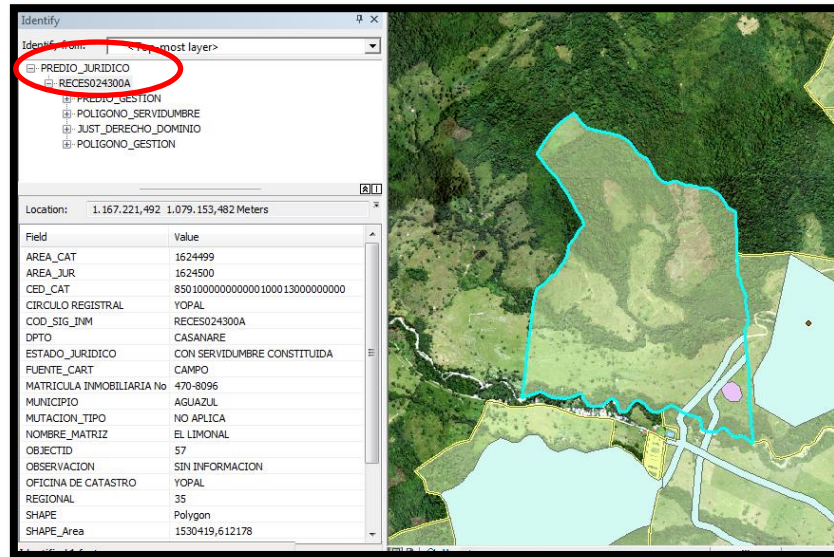 Identify
Identify from: <Top-most layer>
PREDIO_JURIDICO
RECES024300A
PREDIO_GESTION
POLIGONO_SERVIDUMBRE
JUST_DERECHO_DOMINIO
POLIGONO_GESTION
Location: 1.167.221,492 1.079.153,482 Meters
Field Value
AREA_CAT 1624499
AREA_JUR 1624500
CED_CAT
CIRCULO REGISTRAL YOPAL
COD_SIG_INM RECES024300A
DPTO CASANARE
ESTADO_JURIDICO CON SERVIDUMBRE CONSTITUIDA
FUENTE_CART CAMPO
MATRICULA INMOBILIARIA No 470-8096
MUNICIPIO AGUAZUL
MUTACION_TIPO NO APLICA
NOMBRE_MATRIZ EL LIMONAL
OBJECTID 57
OBSERVACION SIN INFORMACION
OFICINA DE CATASTRO YOPAL
REGIONAL 35
SHAPE Polygon
SHAPE_Area 1530419,612178